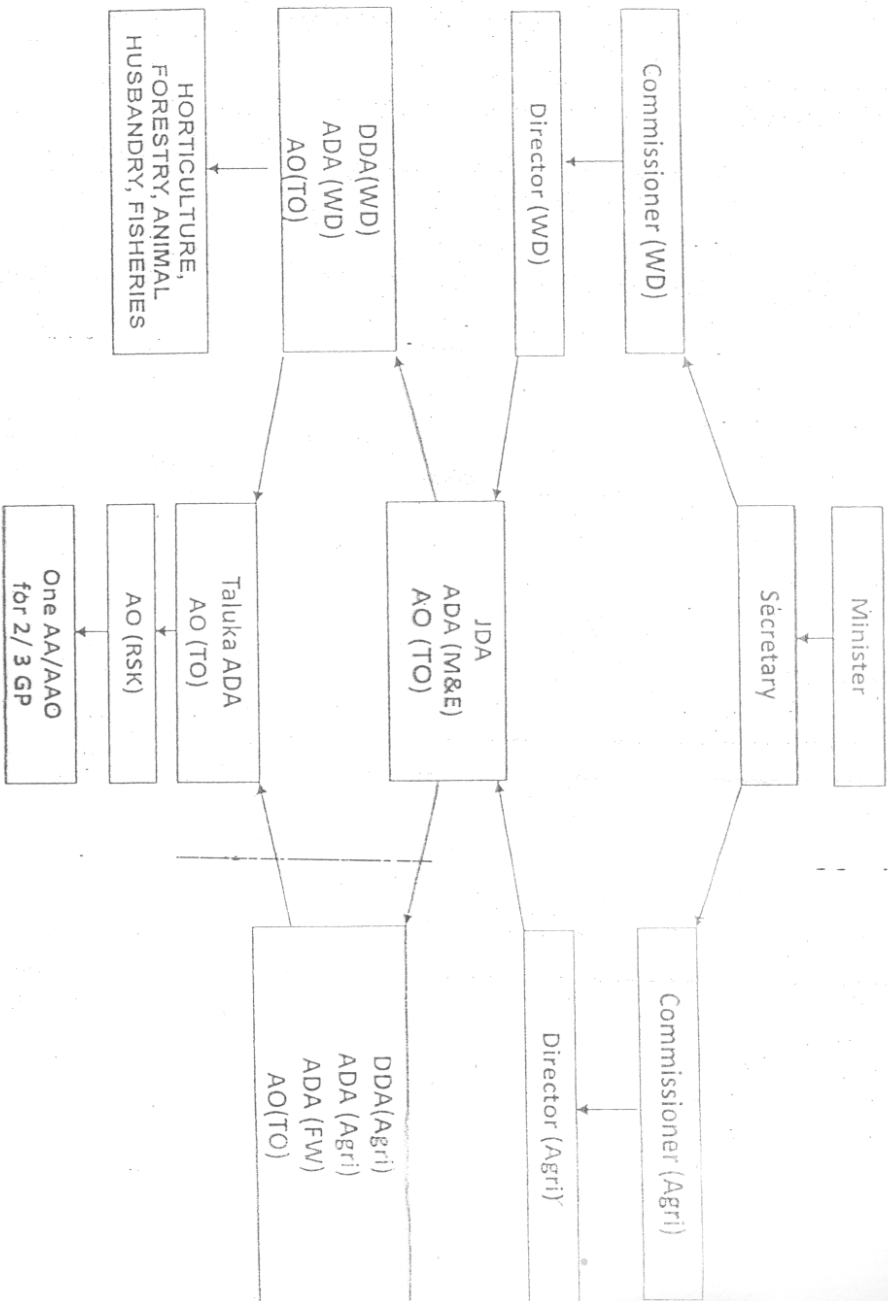 Minister
Secretary
Commissioner (WD)
Commissioner (Agri)
Director (WD)
Director (Agri)
JDA
ADA (M&E)
AO (TO)
DDA(WD)
ADA (WD)
AO(TO)
DDA(Agri)
ADA (Agri)
ADA (FW)
AO(TO)
HORTICULTURE,
FORESTRY, ANIMAL
HUSBANDRY, FISHERIES
Taluka ADA
AO (TO)
AO (RSK)
One AA/AAO
for 2/ 3 GP